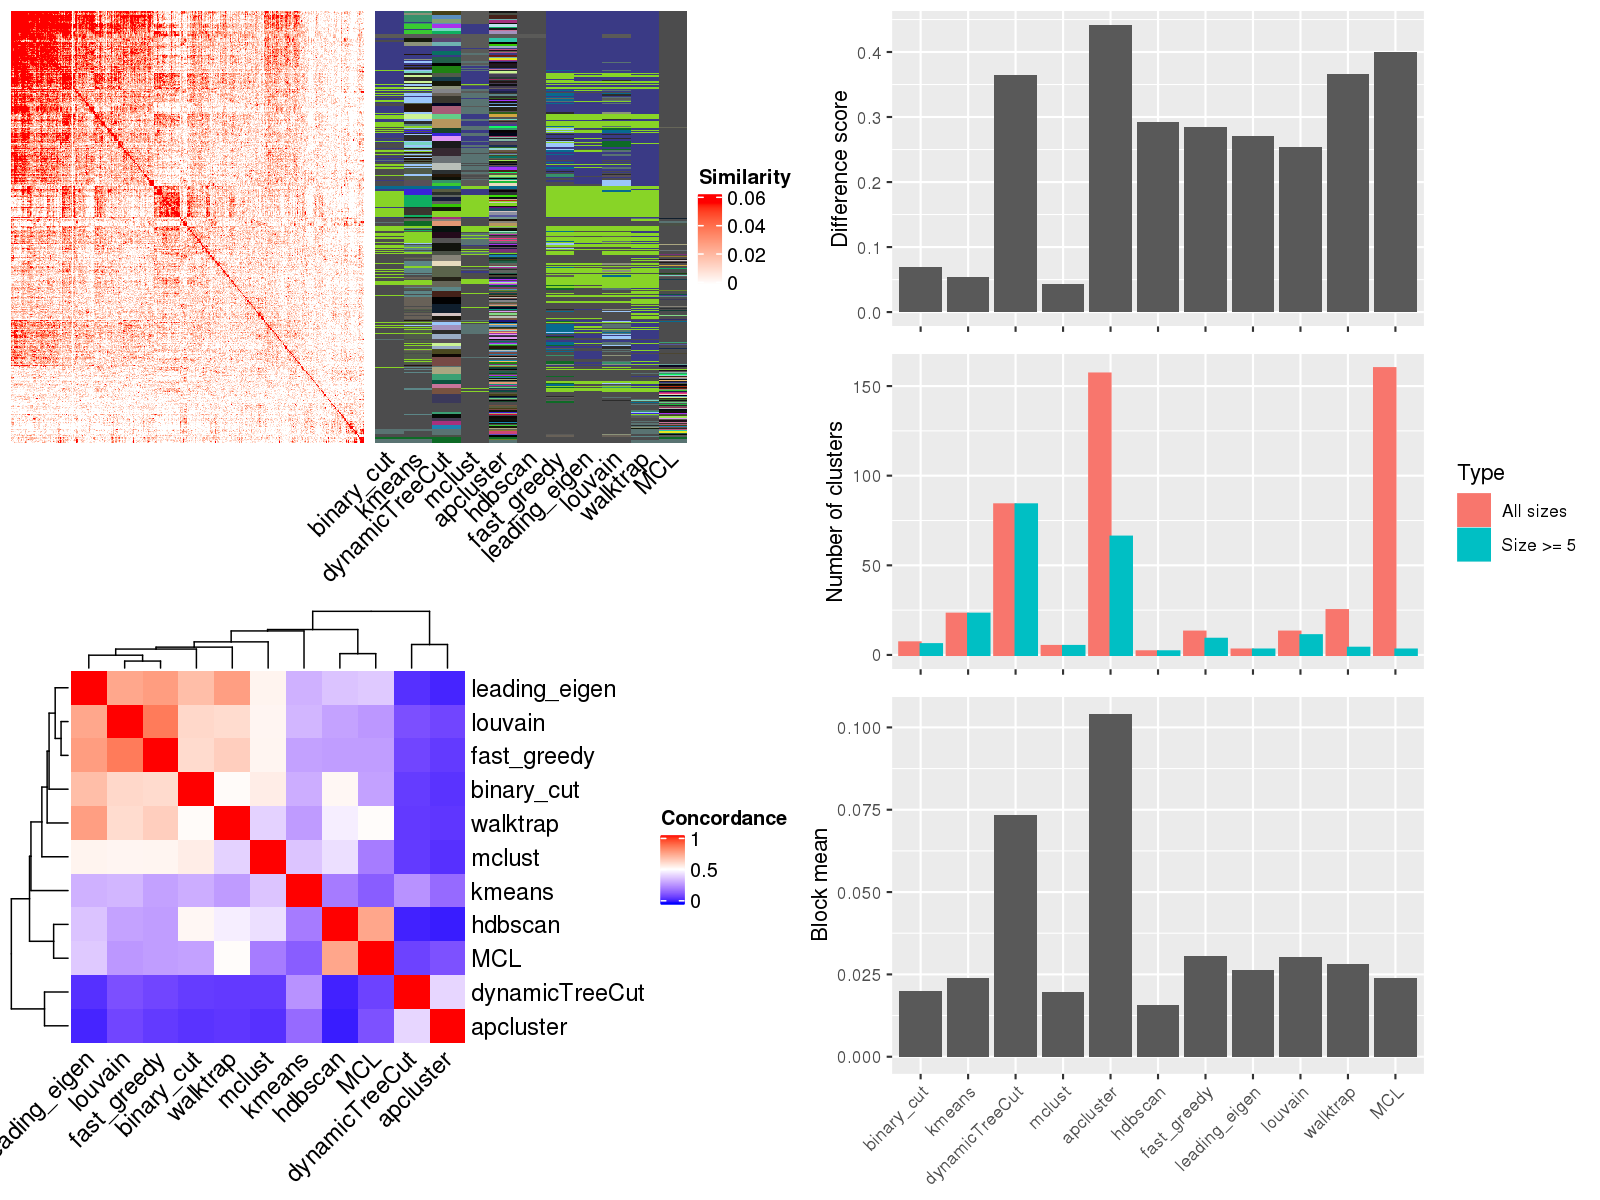 Similarity
0.06
0.04
0.02
0
binary_cut
kmeans
dynamicTreeCut
mclust
apcluster
hdbscan
fast_greedy
leading_eigen
louvain
walktrap
MCL
leading_eigen
louvain
fast_greedy
binary_cut
walktrap
mclust
kmeans
hdbscan
MCL
dynamicTreeCut
apcluster
Concordance
1
0.5
0
eading_eigen
louvain
fast_greedy
binary_cut
walktrap
mclust
kmeans
hdbscan
MCL
dynamicTreeCut
apcluster
Difference score
0.4
0.3
0.2
0.1
0.0
Number of clusters
150
100
50
0
Type
All sizes
Size >= 5
Block mean
0.100
0.075
0.050
0.025
0.000
binary_cut
kmeans
dynamicTreeCut
mclust
apcluster
hdbscan
fast_greedy
leading_eigen
louvain
walktrap
MCL